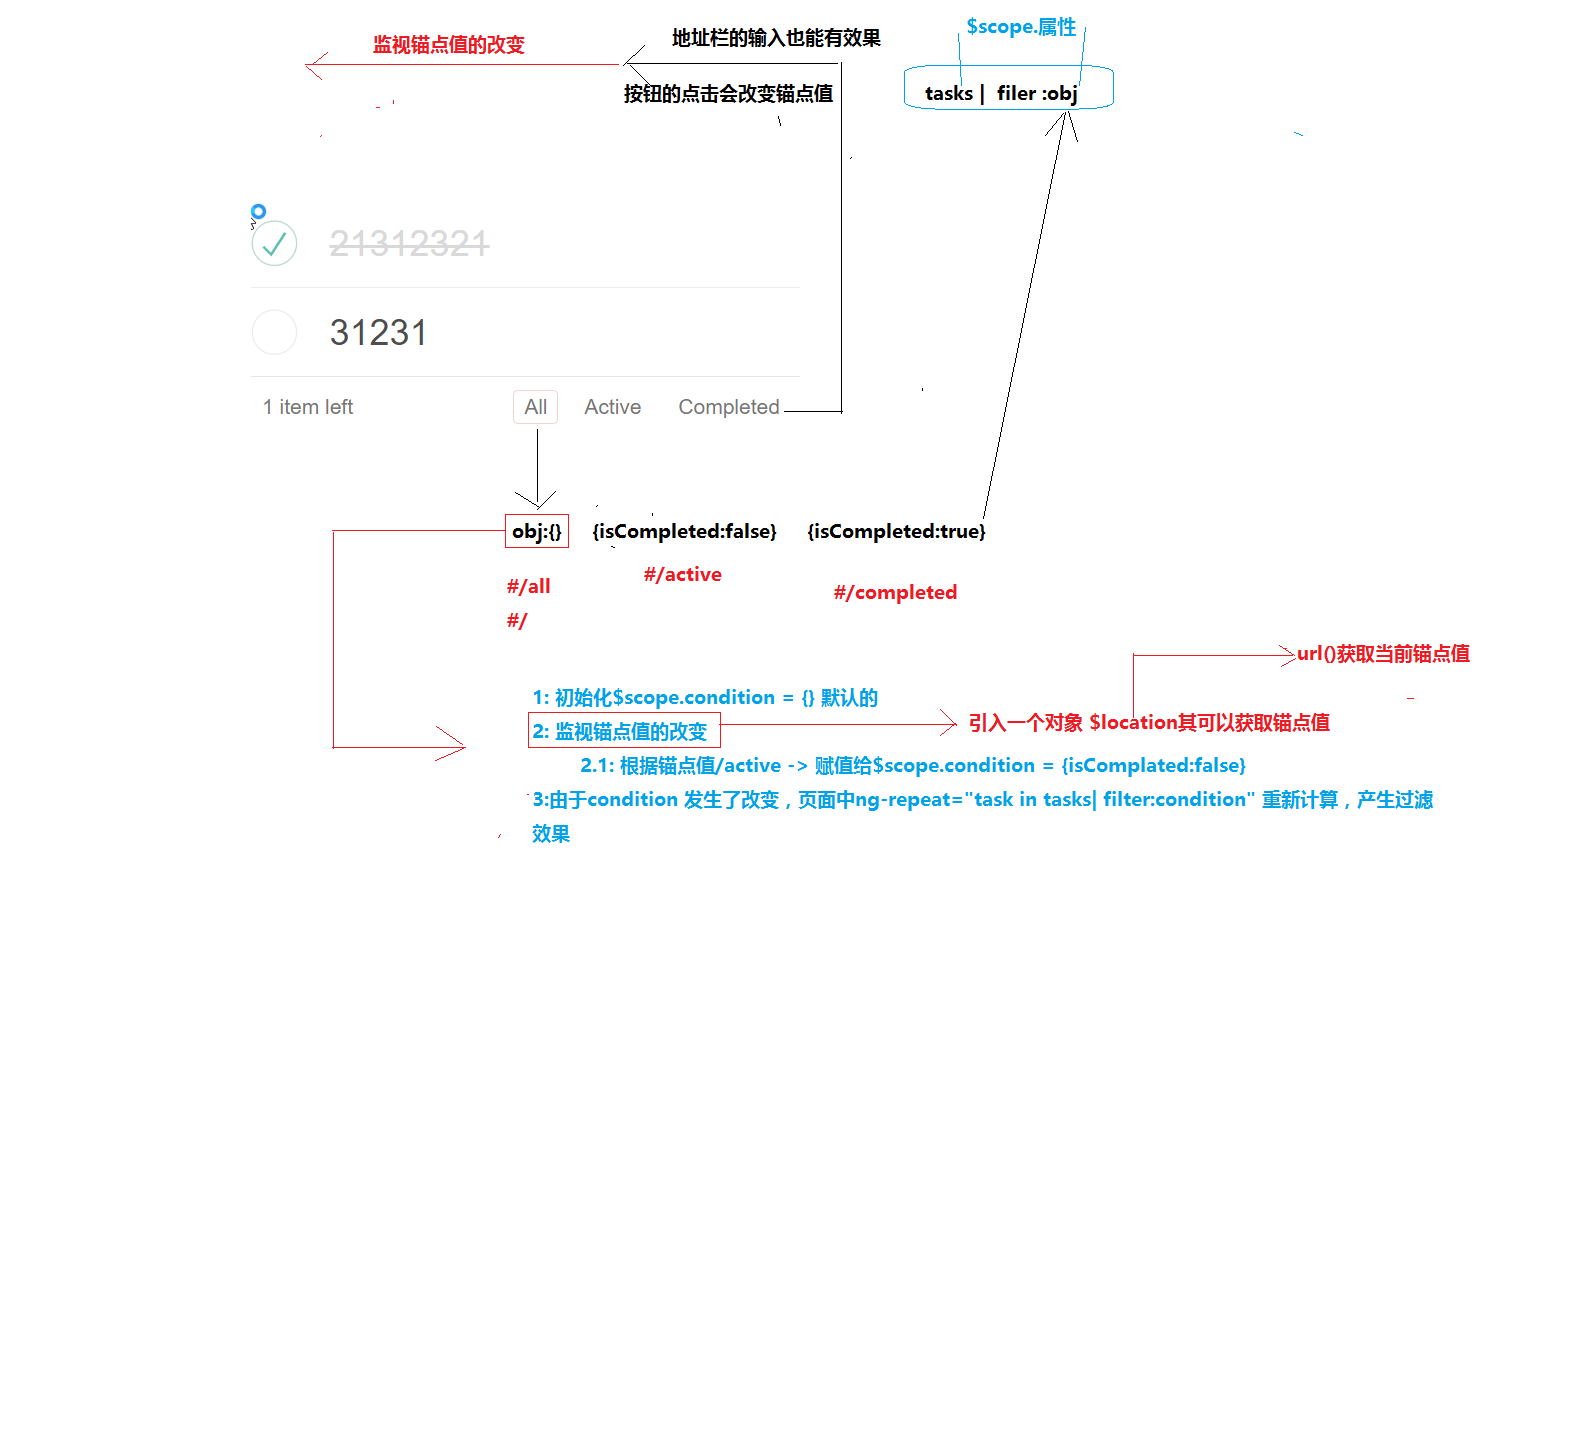 $scope.属性
监视锚点值的改变
地址栏的输入也能有效果
按钮的点击会改变锚点值
tasks | filer :obj
21312321
31231
1 item left
All
Active
Completed
obj:{}
{isCompleted:false}
{isCompleted:true}
#/all
#/active
#/completed
#/
url()获取当前锚点值
1: 初始化$scope.condition = {} 默认的
2: 监视锚点值的改变
引入一个对象 $location其可以获取锚点值
2.1: 根据锚点值/active -> 赋值给$scope.condition = {isComplated:false}
3:由于condition 发生了改变，页面中ng-repeat="task in tasks| filter:condition" 重新计算，产生过滤
效果